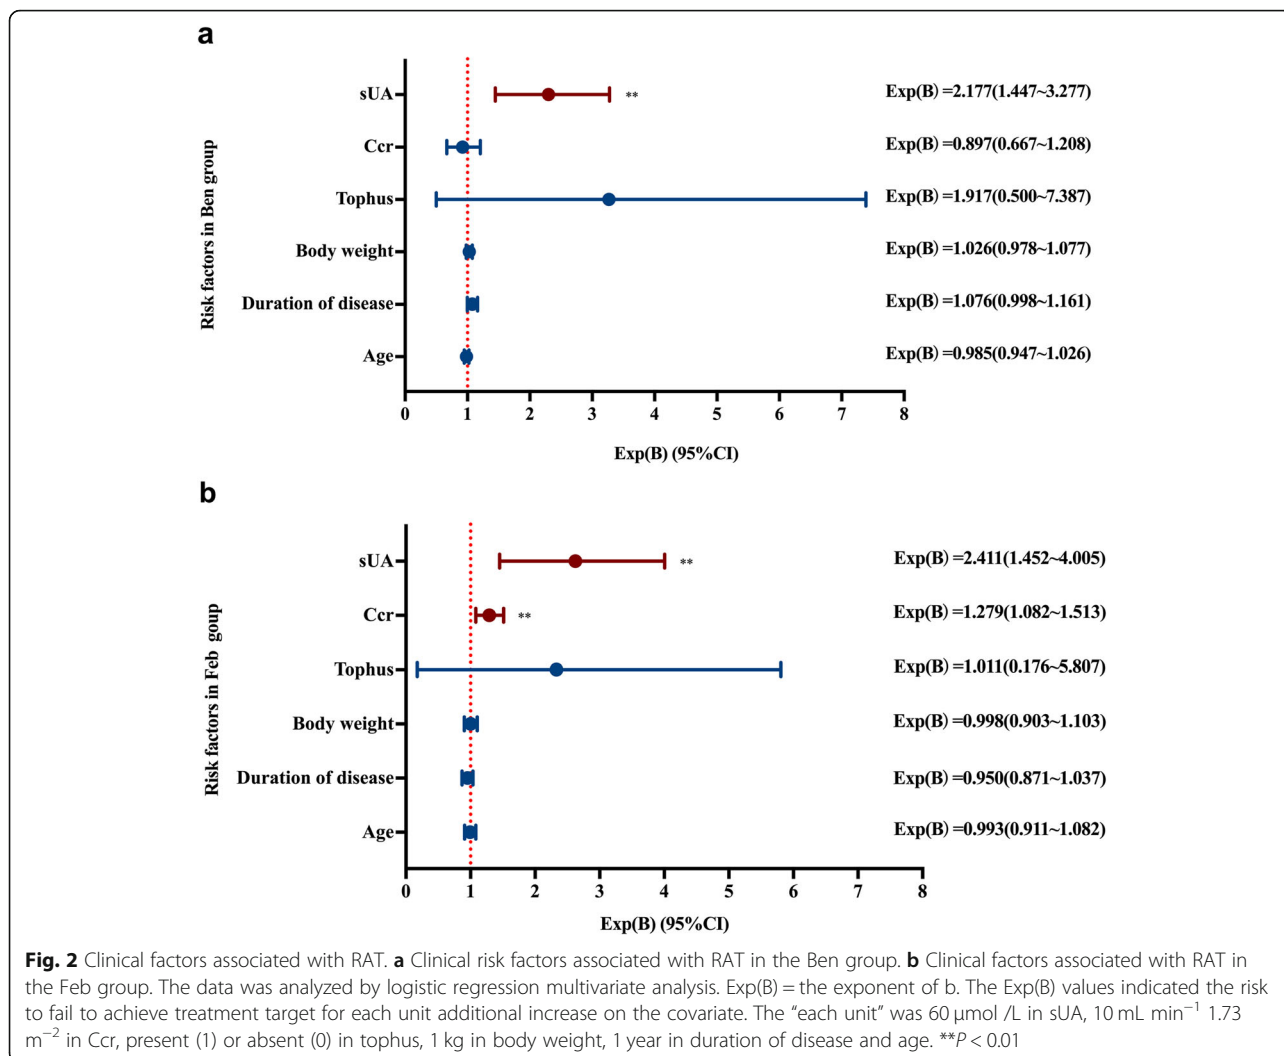 a
Risk factors in Ben group
sUA
**
Exp(B) =2.177(1.447~3.277)
Ccr
Exp(B) =0.897(0.667~1.208)
Tophus
Exp(B) =1.917(0.500~7.387)
Body weight
Exp(B) =1.026(0.978~1.077)
Duration of disease
Exp(B) =1.076(0.998~1.161)
Age
Exp(B) =0.985(0.947~1.026)
0 1 2 3 4 5 6 7 8
Exp(B) (95%CI)
b
Risk factors in Feb goup
sUA
**
Exp(B) =2.411(1.452~4.005)
Ccr
**
Exp(B) =1.279(1.082~1.513)
Tophus
Exp(B) =1.011(0.176~5.807)
Body weight
Exp(B) =0.998(0.903~1.103)
Duration of disease
Exp(B) =0.950(0.871~1.037)
Age
Exp(B) =0.993(0.911~1.082)
0 1 2 3 4 5 6 7 8
Exp(B) (95%CI)
Fig. 2 Clinical factors associated with RAT. a Clinical risk factors associated with RAT in the Ben group. b Clinical factors associated with RAT in
the Feb group. The data was analyzed by logistic regression multivariate analysis. Exp(B) = the exponent of b. The Exp(B) values indicated the risk
to fail to achieve treatment target for each unit additional increase on the covariate. The “each unit” was 60 μmol /L in sUA, 10 mL min⁻¹ 1.73
m⁻² in Ccr, present (1) or absent (0) in tophus, 1 kg in body weight, 1 year in duration of disease and age. **P < 0.01